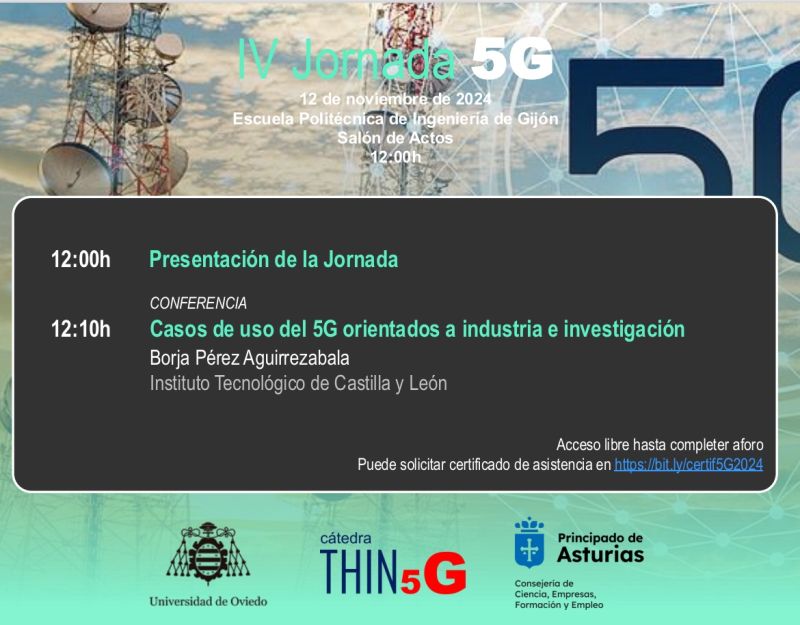 IV Jornada 5G
12 de noviembre de 2024
Escuela Politécnica de Ingeniería de Gijón
Salón de Actos
12:00h
5G
12:00h Presentación de la Jornada
CONFERENCIA
12:10h Casos de uso del 5G orientados a industria e investigación
Borja Pérez Aguirrezabala
Instituto Tecnológico de Castilla y León
Acceso libre hasta completer aforo
Puede solicitar certificado de asistencia en https://bit.ly/certif5G2024
Universidad de Oviedo
cátedra
THIN5G
Principado de
Asturias
Consejería de
Ciencia, Empresas,
Formación y Empleo